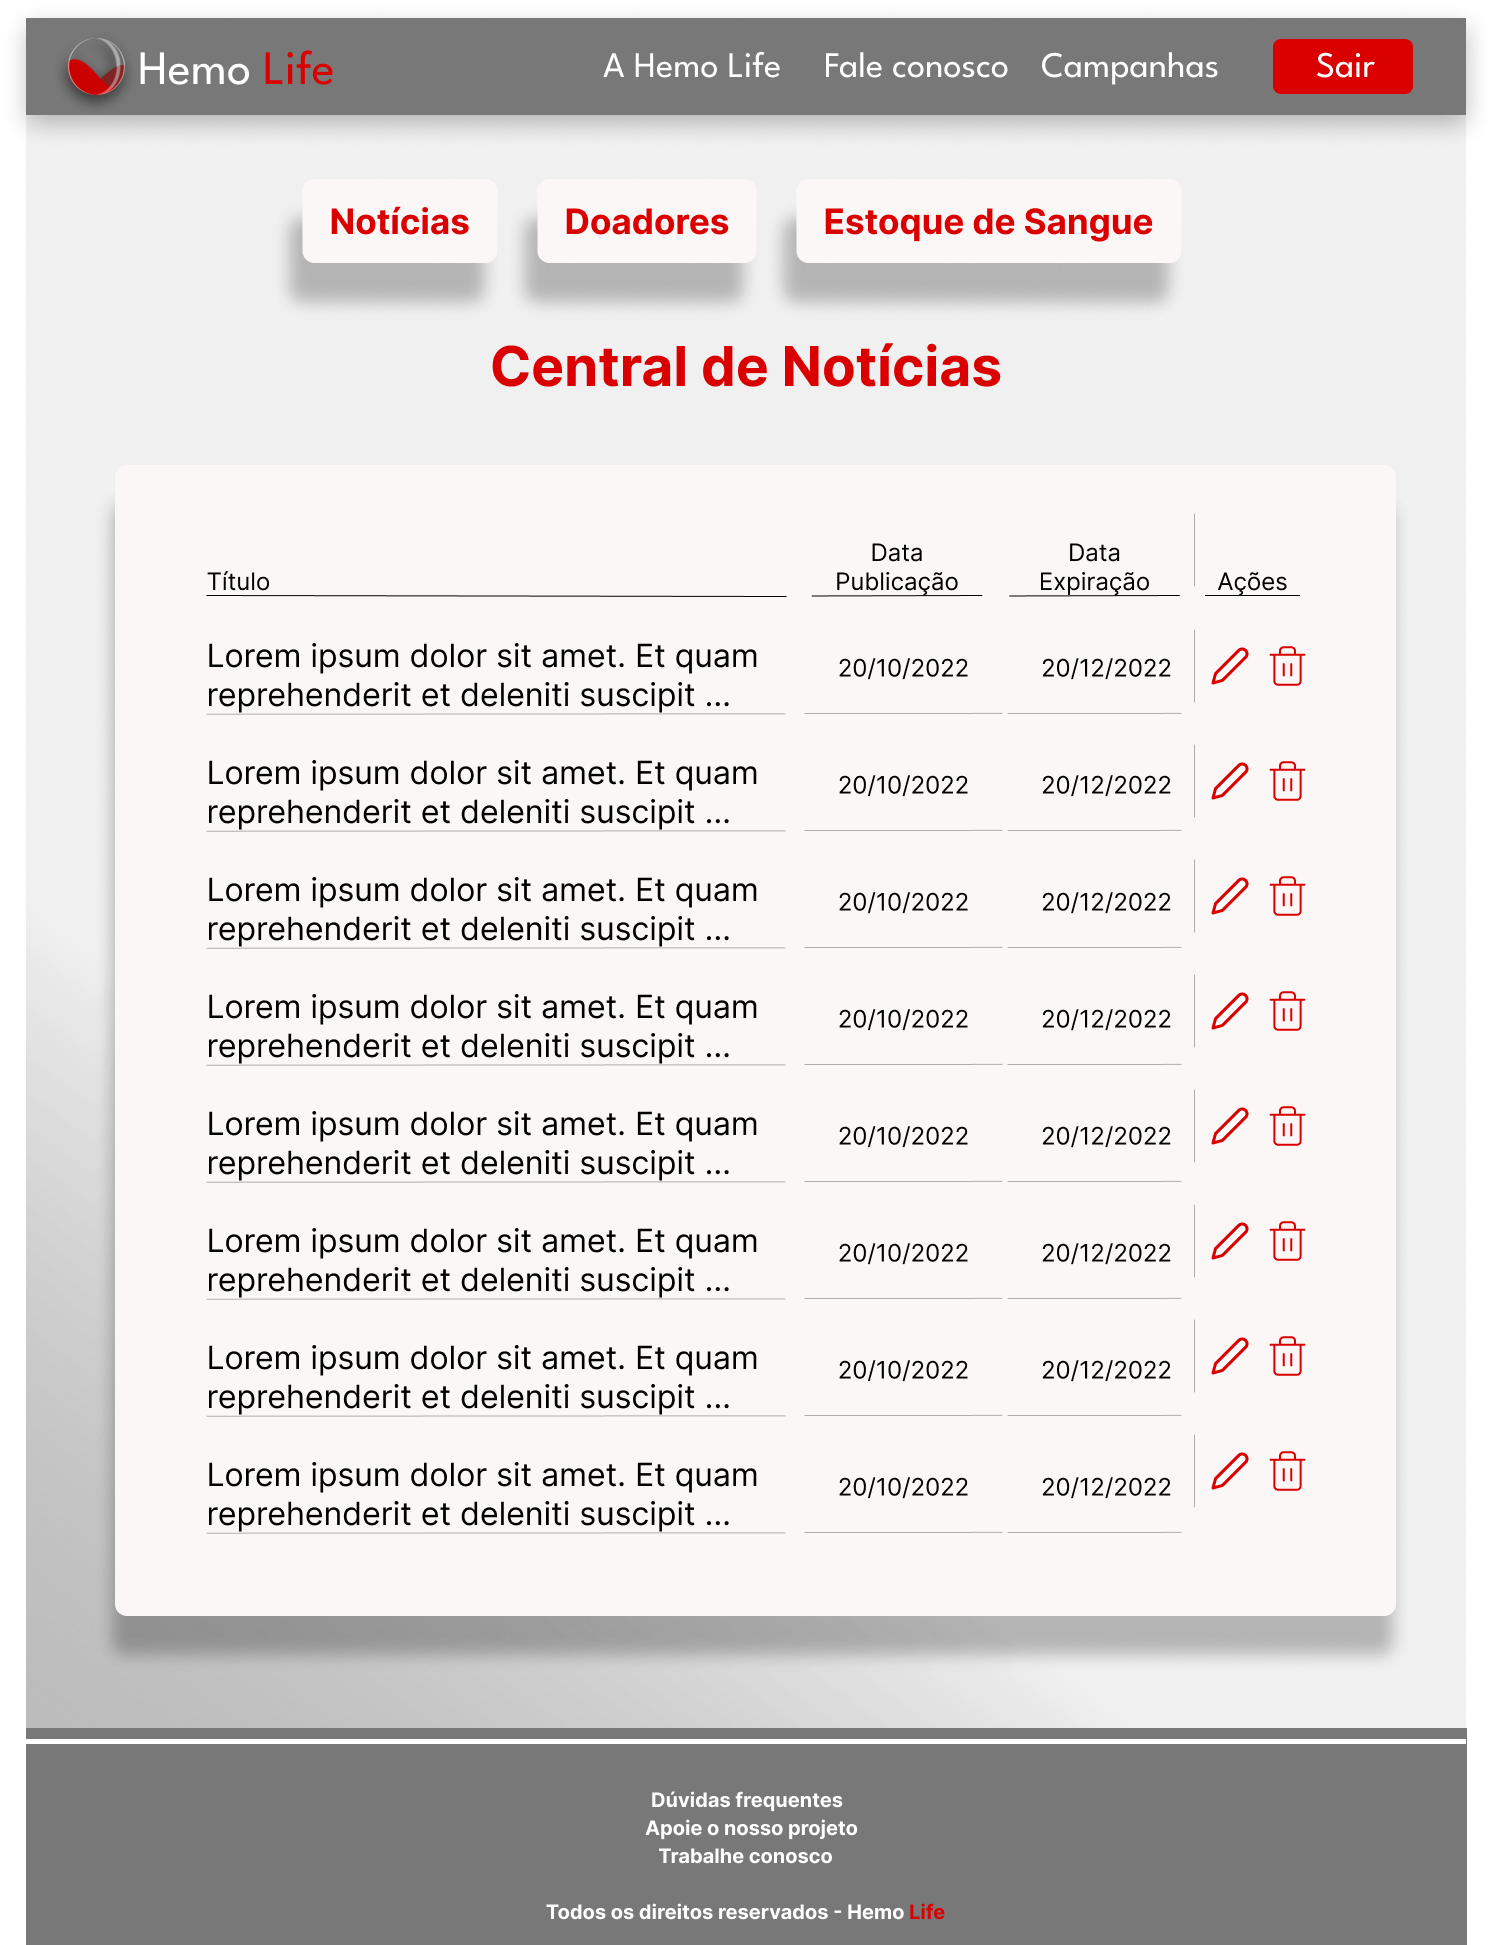 Hemo Life A Hemo Life Fale conosco Campanhas Sair
Notícias Doadores Estoque de Sangue
Central de Notícias
Título Data Publicação Data Expiração Ações
Lorem ipsum dolor sit amet. Et quam
reprehenderit et deleniti suscipit ...
20/10/2022 20/12/2022
Lorem ipsum dolor sit amet. Et quam
reprehenderit et deleniti suscipit ...
20/10/2022 20/12/2022
Lorem ipsum dolor sit amet. Et quam
reprehenderit et deleniti suscipit ...
20/10/2022 20/12/2022
Lorem ipsum dolor sit amet. Et quam
reprehenderit et deleniti suscipit ...
20/10/2022 20/12/2022
Lorem ipsum dolor sit amet. Et quam
reprehenderit et deleniti suscipit ...
20/10/2022 20/12/2022
Lorem ipsum dolor sit amet. Et quam
reprehenderit et deleniti suscipit ...
20/10/2022 20/12/2022
Lorem ipsum dolor sit amet. Et quam
reprehenderit et deleniti suscipit ...
20/10/2022 20/12/2022
Lorem ipsum dolor sit amet. Et quam
reprehenderit et deleniti suscipit ...
20/10/2022 20/12/2022
Dúvidas frequentes
Apoie o nosso projeto
Trabalhe conosco
Todos os direitos reservados - Hemo Life